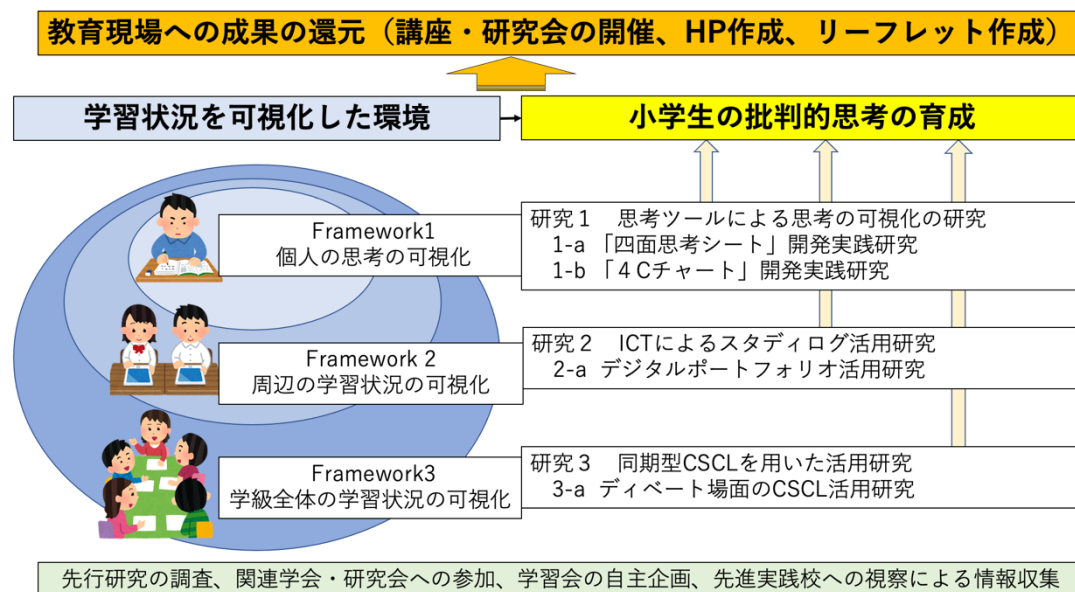 教育現場への成果の還元（講座・研究会の開催、HP作成、リーフレット作成）
学習状況を可視化した環境
小学生の批判的思考の育成
Framework1
個人の思考の可視化
研究１　思考ツールによる思考の可視化の研究
1-a 「四面思考シート」開発実践研究
1-b 「４Cチャート」開発実践研究
Framework 2
周辺の学習状況の可視化
研究２　ICTによるスタディログ活用研究
2-a デジタルポートフォリオ活用研究
Framework3
学級全体の学習状況の可視化
研究３　同期型CSCLを用いた活用研究
3-a ディベート場面のCSCL活用研究
先行研究の調査、関連学会・研究会への参加、学習会の自主企画、先進実践校への視察による情報収集